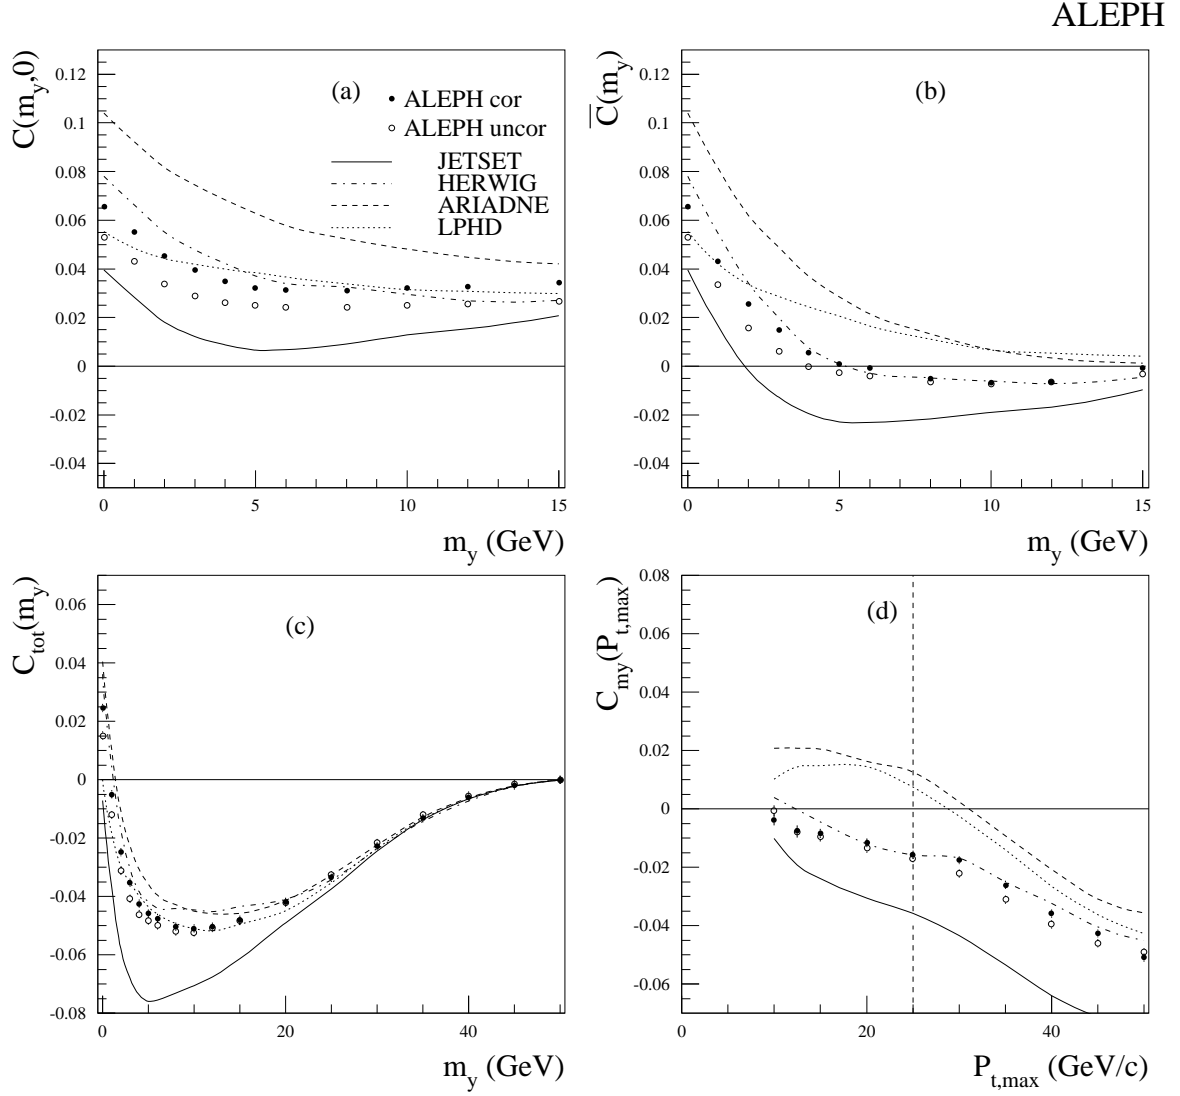 ALEPH
C(m_y,0)
0.12
0.1
0.08
0.06
0.04
0.02
0
-0.02
-0.04
(a)
ALEPH cor
ALEPH uncor
JETSET
HERWIG
ARIADNE
LPHD
0 5 10 15
m_y (GeV)
C̅(m_y)
0.12
0.1
0.08
0.06
0.04
0.02
0
-0.02
-0.04
(b)
0 5 10 15
m_y (GeV)
C_tot(m_y)
0.06
0.04
0.02
0
-0.02
-0.04
-0.06
-0.08
(c)
0 20 40
m_y (GeV)
C_my(P_t,max)
0.08
0.06
0.04
0.02
0
-0.02
-0.04
-0.06
(d)
0 20 40
P_t,max (GeV/c)